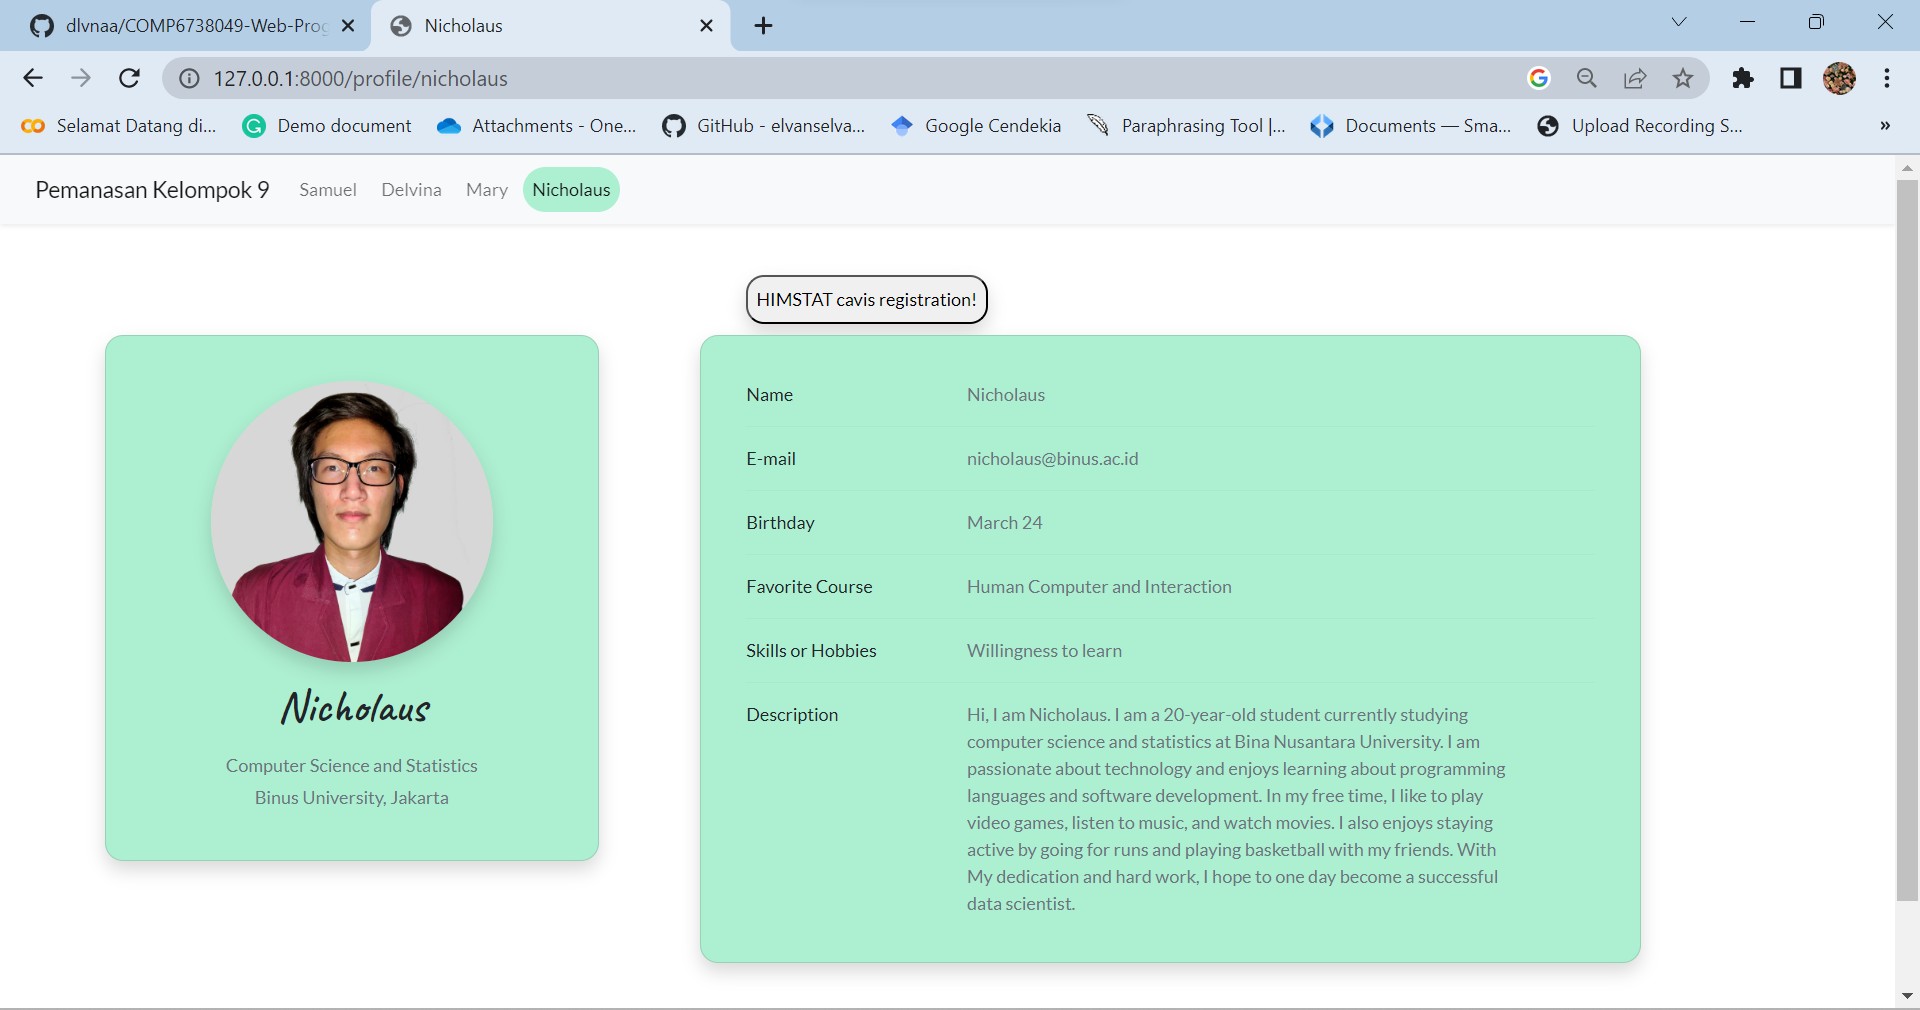 dlvnaa/COMP6738049-Web-Prog
Nicholaus
127.0.0.1:8000/profile/nicholaus
Selamat Datang di...
Demo document
Attachments - One...
GitHub - elvanselva...
Google Cendekia
Paraphrasing Tool |...
Documents — Sma...
Upload Recording S...
»
Pemanasan Kelompok 9
Samuel
Delvina
Mary
Nicholaus
HIMSTAT cavis registration!
Nicholaus
Computer Science and Statistics
Binus University, Jakarta
Name Nicholaus
E-mail nicholaus@binus.ac.id
Birthday March 24
Favorite Course Human Computer and Interaction
Skills or Hobbies Willingness to learn
Description Hi, I am Nicholaus. I am a 20-year-old student currently studying
computer science and statistics at Bina Nusantara University. I am
passionate about technology and enjoys learning about programming
languages and software development. In my free time, I like to play
video games, listen to music, and watch movies. I also enjoys staying
active by going for runs and playing basketball with my friends. With
My dedication and hard work, I hope to one day become a successful
data scientist.